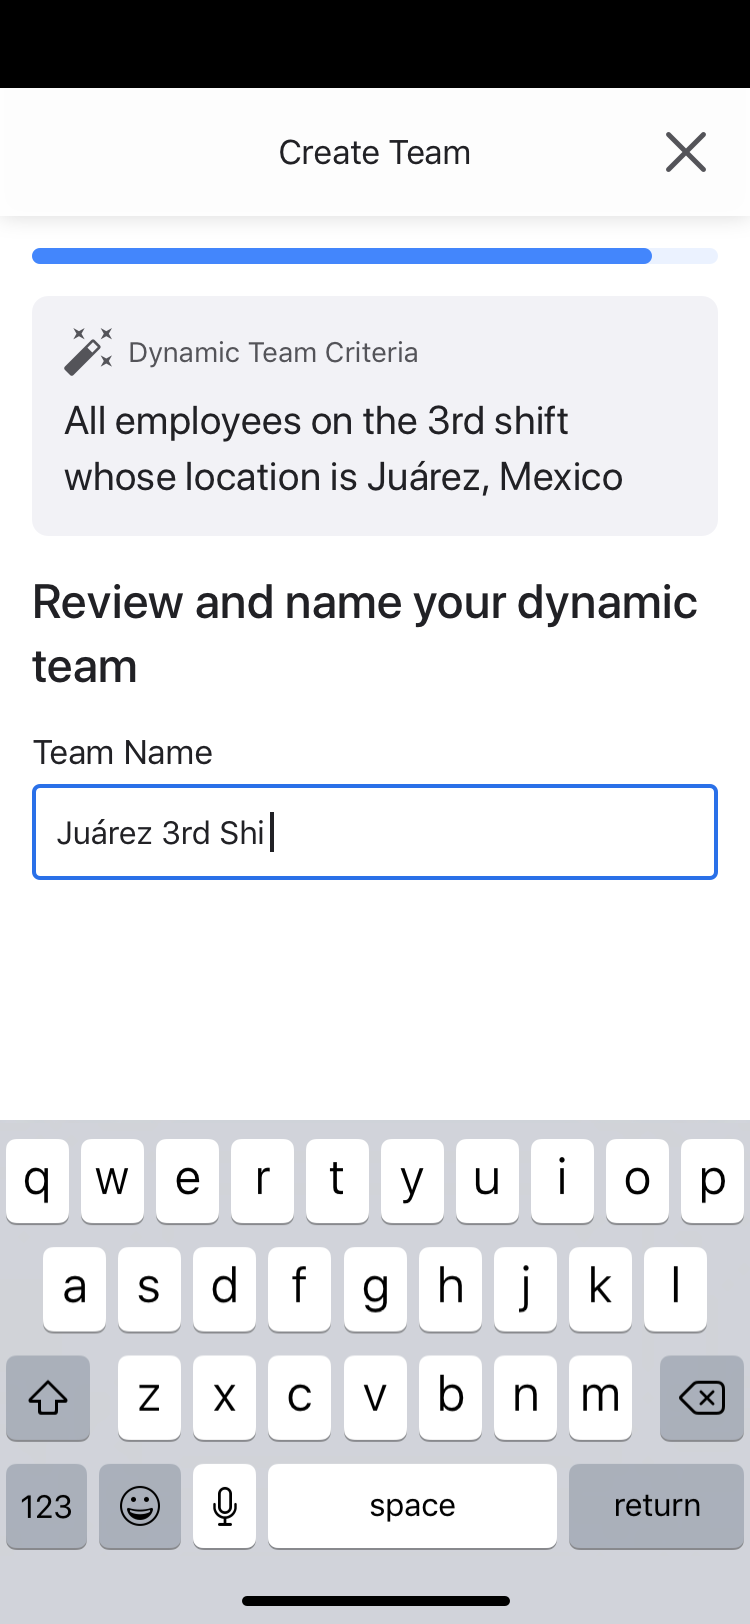 Create Team
Dynamic Team Criteria
All employees on the 3rd shift
whose location is Juárez, Mexico
Review and name your dynamic
team
Team Name
Juárez 3rd Shi
q w e r t y u i o p
a s d f g h j k l
z x c v b n m
123 space return